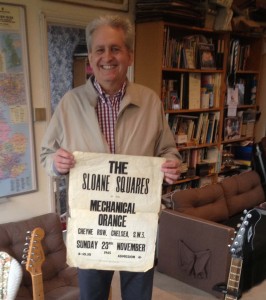 THE
SLOANE SQUARES
MECHANICAL
ORANGE
CHEYNE ROW, CHELSEA, S.W.3.
SUNDAY 23RD NOVEMBER